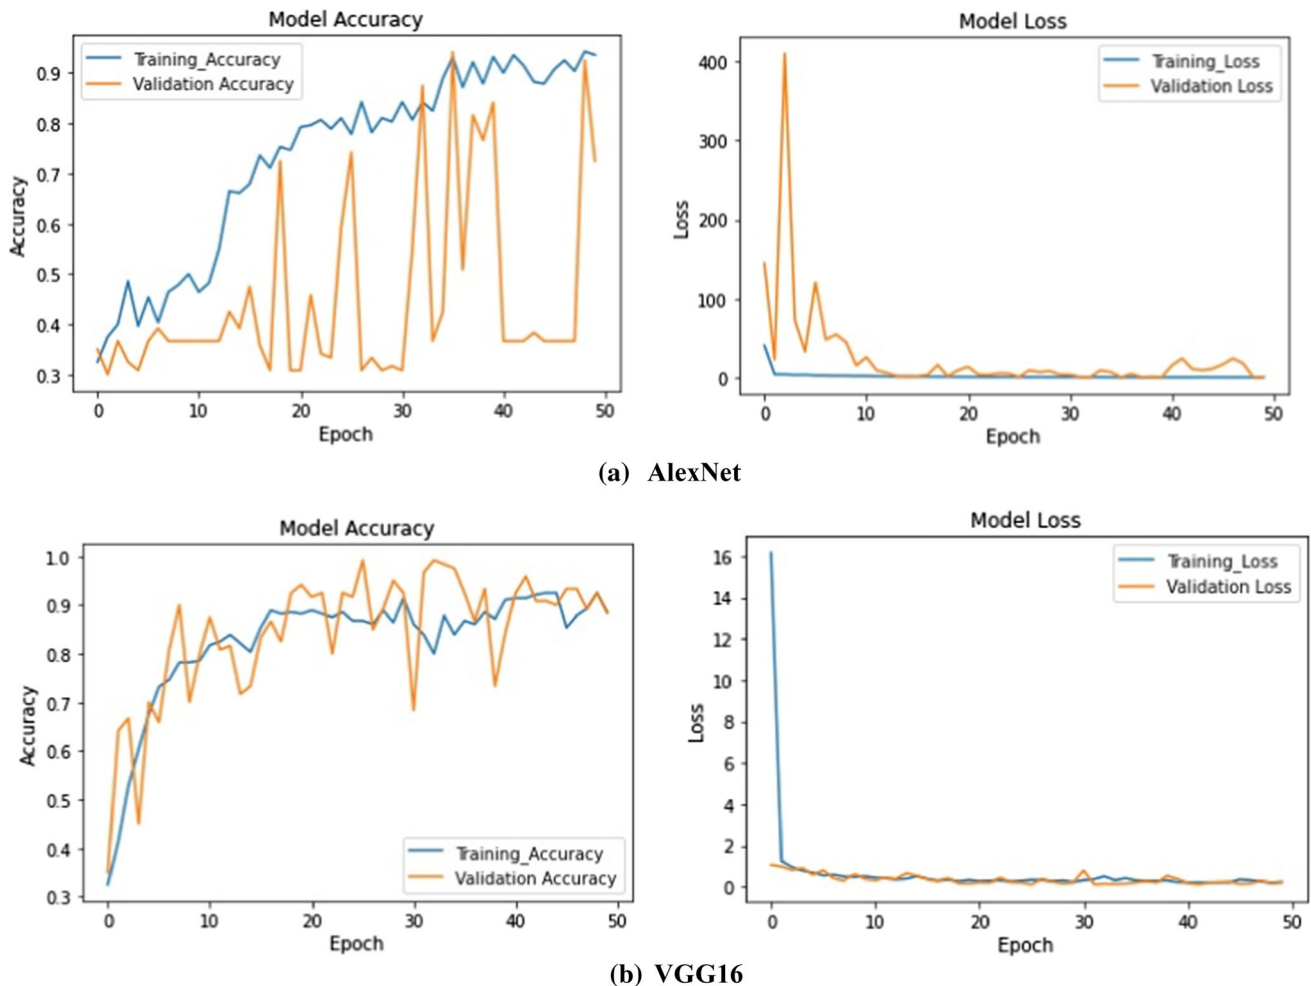 Model Accuracy
Training_Accuracy
Validation Accuracy
0.9
0.8
0.7
0.6
0.5
0.4
0.3
Accuracy
0 10 20 30 40 50
Epoch
Model Loss
Training_Loss
Validation Loss
400
300
200
100
0
Loss
0 10 20 30 40 50
Epoch
(a) AlexNet
Model Accuracy
1.0
0.9
0.8
0.7
0.6
0.5
0.4
0.3
Accuracy
Training_Accuracy
Validation Accuracy
0 10 20 30 40 50
Epoch
Model Loss
Training_Loss
Validation Loss
16
14
12
10
8
6
4
2
0
Loss
0 10 20 30 40 50
Epoch
(b) VGG16